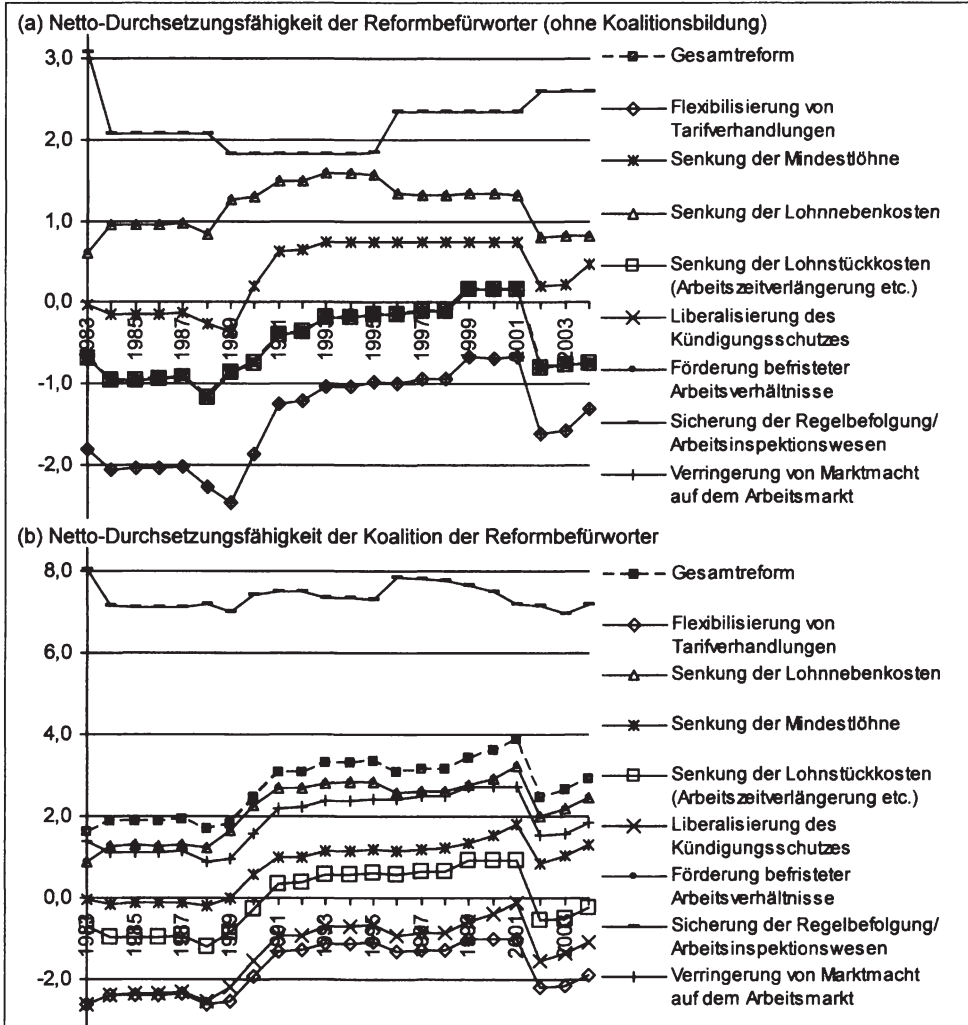 (a) Netto-Durchsetzungsfähigkeit der Reformbefürworter (ohne Koalitionsbildung)
3,0
2,0
1,0
0,0
-1,0
-2,0
1983
1985
1987
1989
1991
1993
1995
1997
1999
2001
2003
Gesamtreform
Flexibilisierung von
Tarifverhandlungen
Senkung der Mindestlöhne
Senkung der Lohnnebenkosten
Senkung der Lohnstückkosten
(Arbeitszeitverlängerung etc.)
Liberalisierung des
Kündigungsschutzes
Förderung befristeter
Arbeitsverhältnisse
Sicherung der Regelbefolgung/
Arbeitsinspektionswesen
Verringerung von Marktmacht
auf dem Arbeitsmarkt
(b) Netto-Durchsetzungsfähigkeit der Koalition der Reformbefürworter
8,0
6,0
4,0
2,0
0,0
-2,0
1983
1985
1987
1989
1991
1993
1995
1997
1999
2001
2003
Gesamtreform
Flexibilisierung von
Tarifverhandlungen
Senkung der Lohnnebenkosten
Senkung der Mindestlöhne
Senkung der Lohnstückkosten
(Arbeitszeitverlängerung etc.)
Liberalisierung des
Kündigungsschutzes
Förderung befristeter
Arbeitsverhältnisse
Sicherung der Regelbefolgung/
Arbeitsinspektionswesen
Verringerung von Marktmacht
auf dem Arbeitsmarkt